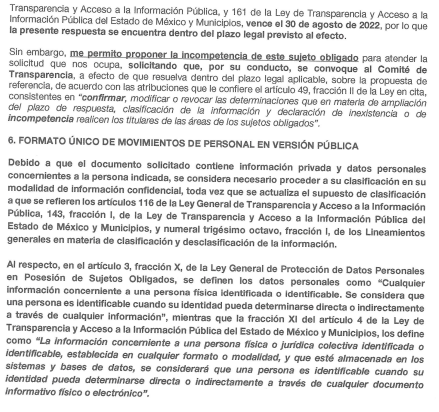 Transparencia y Acceso a la Información Pública, y 161 de la Ley de Transparencia y Acceso a la
Información Pública del Estado de México y Municipios, vence el 30 de agosto de 2022, por lo que
la presente respuesta se encuentra dentro del plazo legal previsto al efecto.
Sin embargo, me permito proponer la incompetencia de este sujeto obligado para atender la
solicitud que nos ocupa, solicitando que, por su conducto, se convoque al Comité de
Transparencia, a efecto de que resuelva dentro del plazo legal aplicable, sobre la propuesta de
referencia, de acuerdo con las atribuciones que le confiere el artículo 49, fracción II de la Ley en cita,
consistentes en “confirmar, modificar o revocar las determinaciones que en materia de ampliación
del plazo de respuesta, clasificación de la información y declaración de inexistencia o de
incompetencia realicen los titulares de las áreas de los sujetos obligados”.
6. FORMATO ÚNICO DE MOVIMIENTOS DE PERSONAL EN VERSIÓN PÚBLICA
Debido a que el documento solicitado contiene información privada y datos personales
concernientes a la persona indicada, se considera necesario proceder a su clasificación en su
modalidad de información confidencial, toda vez que se actualiza el supuesto de clasificación
a que se refieren los artículos 116 de la Ley General de Transparencia y Acceso a la Información
Pública, 143, fracción I, de la Ley de Transparencia y Acceso a la Información Pública del
Estado de México y Municipios, y numeral trigésimo octavo, fracción I, de los Lineamientos
generales en materia de clasificación y desclasificación de la información.
Al respecto, en el artículo 3, fracción X, de la Ley General de Protección de Datos Personales
en Posesión de Sujetos Obligados, se definen los datos personales como “Cualquier
información concerniente a una persona física identificada o identificable. Se considera que
una persona es identificable cuando su identidad pueda determinarse directa o indirectamente
a través de cualquier información”, mientras que la fracción XI del artículo 4 de la Ley de
Transparencia y Acceso a la Información Pública del Estado de México y Municipios, los define
como “La información concerniente a una persona física o jurídica colectiva identificada o
identificable, establecida en cualquier formato o modalidad, y que esté almacenada en los
sistemas y bases de datos, se considerará que una persona es identificable cuando su
identidad pueda determinarse directa o indirectamente a través de cualquier documento
informativo físico o electrónico”.